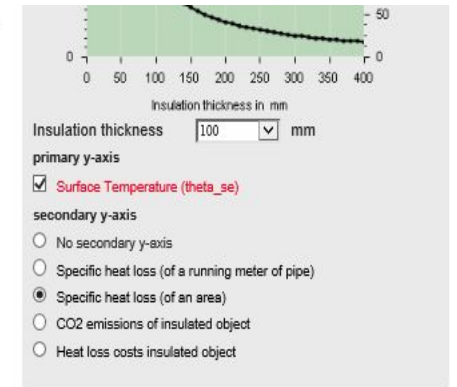 50
0 0
0 50 100 150 200 250 300 350 400
Insulation thickness in mm
Insulation thickness 100 mm
primary y-axis
Surface Temperature (theta_se)
secondary y-axis
No secondary y-axis
Specific heat loss (of a running meter of pipe)
Specific heat loss (of an area)
CO2 emissions of insulated object
Heat loss costs insulated object